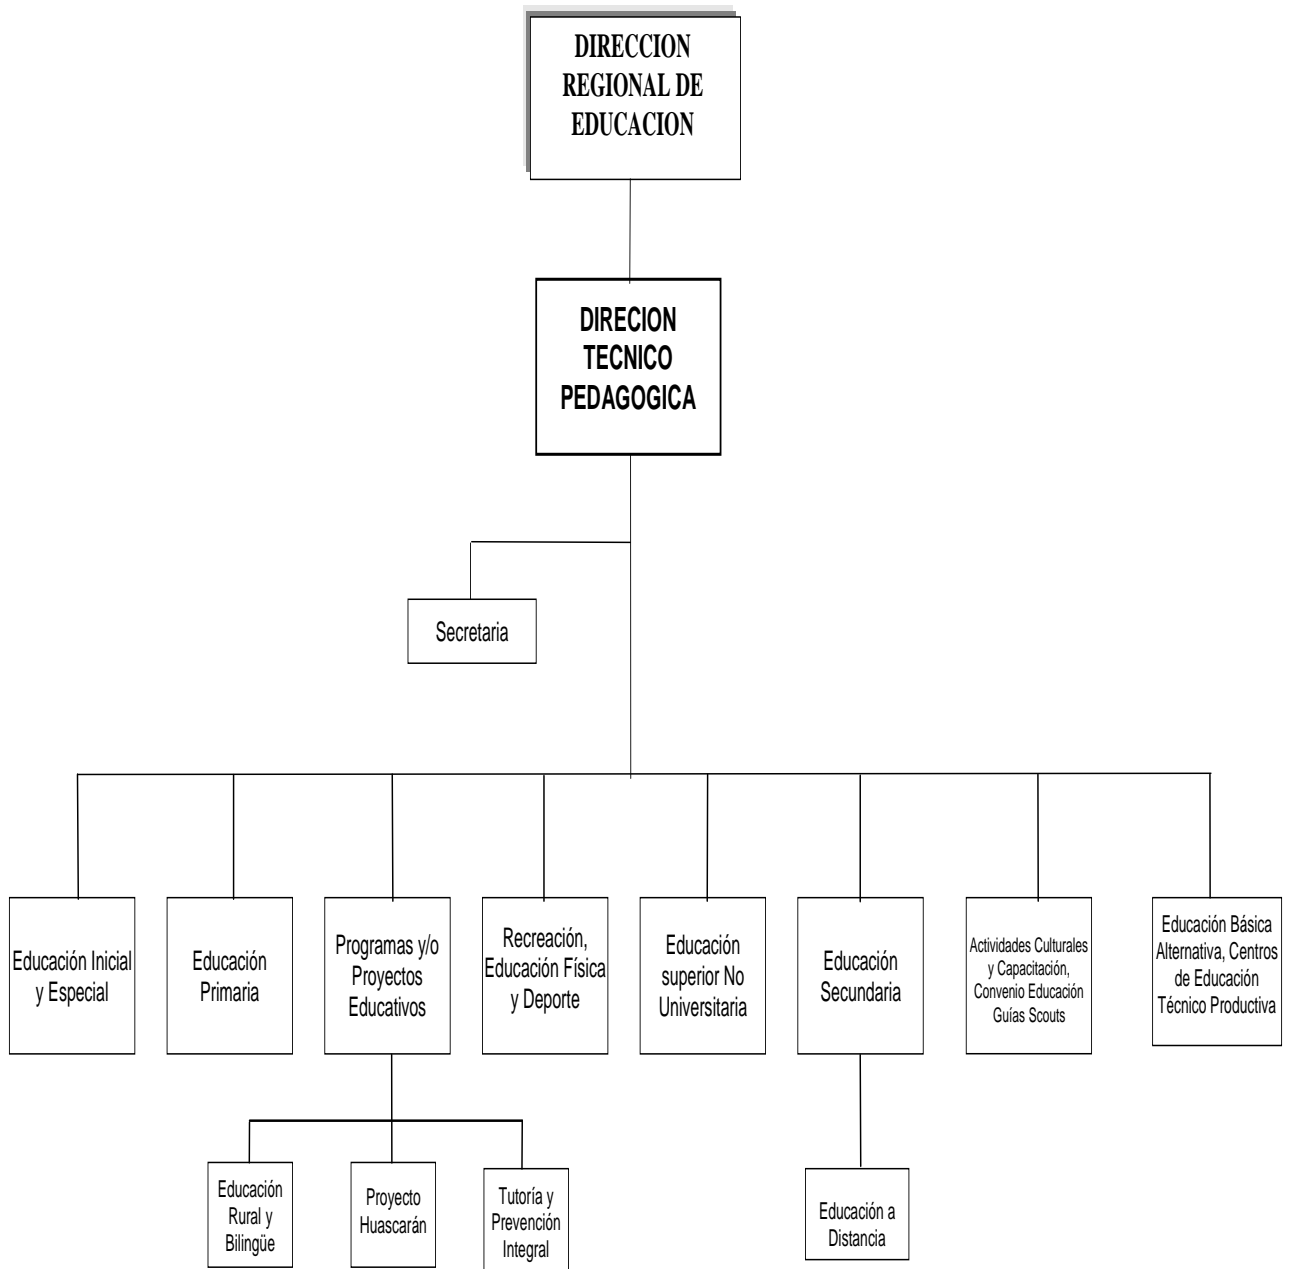 DIRECCION
REGIONAL DE
EDUCACION
DIRECION
TECNICO
PEDAGOGICA
Secretaria
Educación Inicial
y Especial
Educación
Primaria
Programas y/o
Proyectos
Educativos
Recreación,
Educación Física
y Deporte
Educación
superior No
Universitaria
Educación
Secundaria
Actividades Culturales
y Capacitación,
Convenio Educación
Guías Scouts
Educación Básica
Alternativa, Centros
de Educación
Técnico Productiva
Educación
Rural y
Bilingüe
Proyecto
Huascarán
Tutoría y
Prevención
Integral
Educación a
Distancia